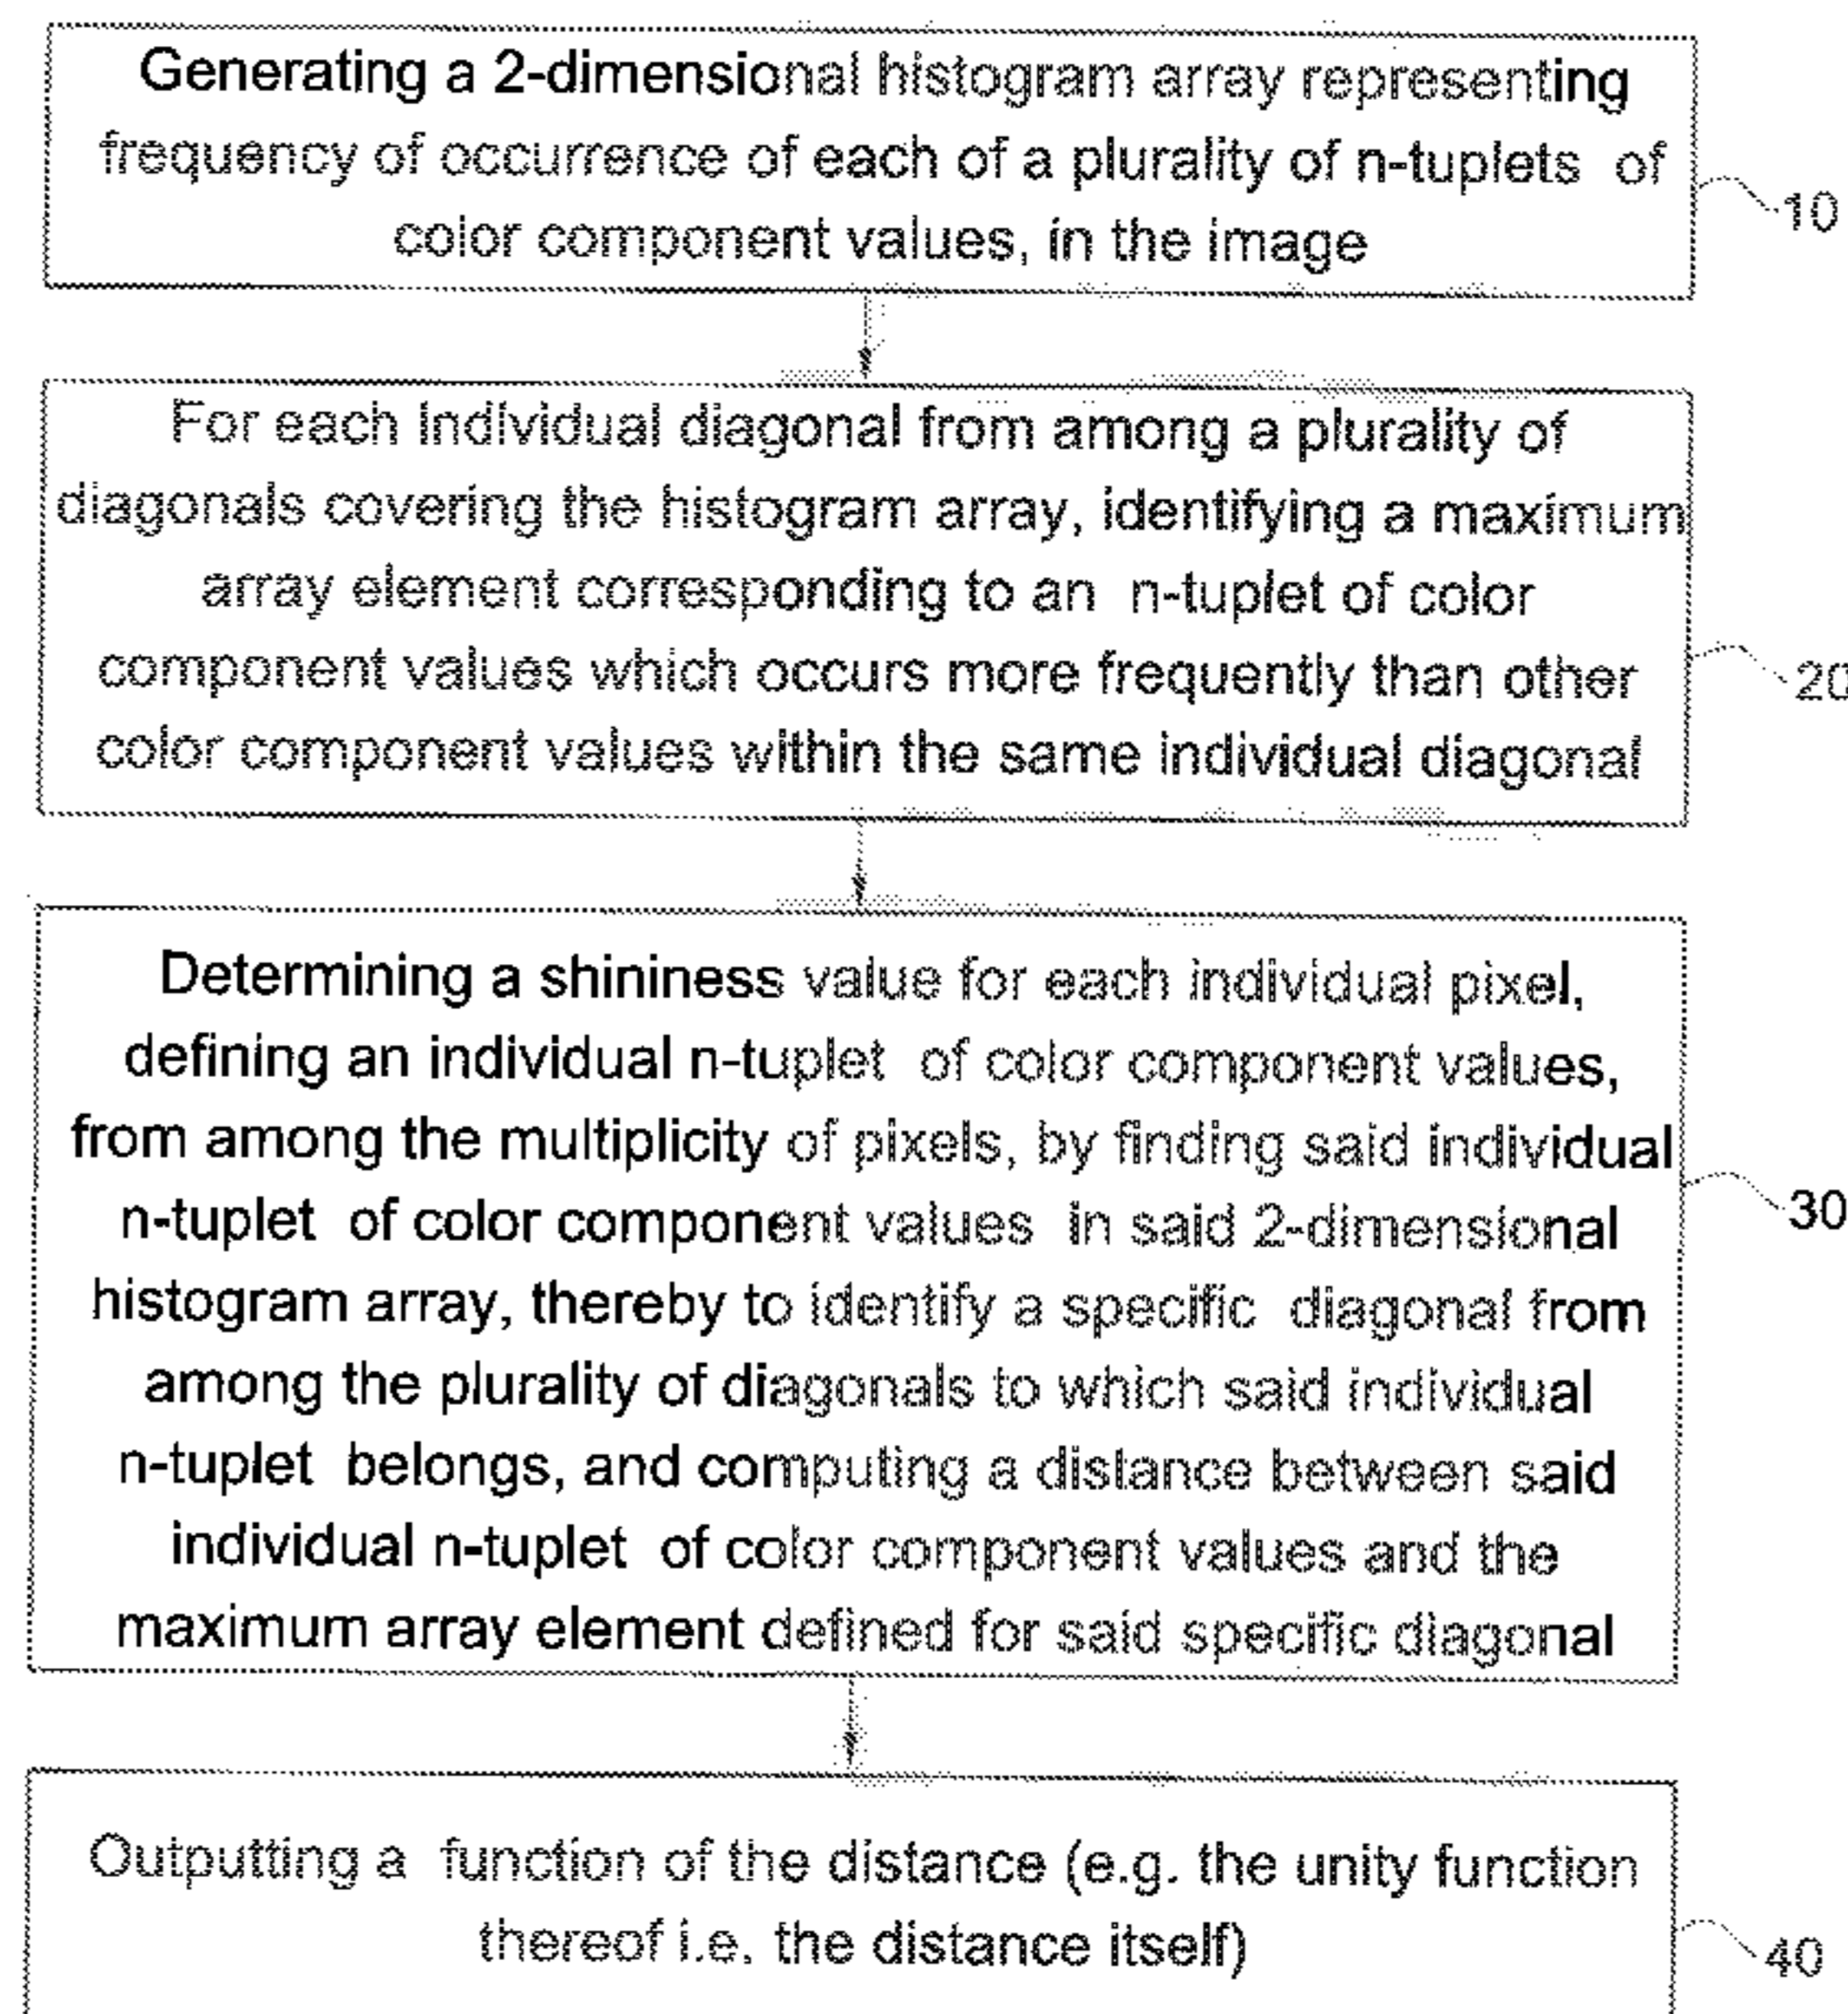 Generating a 2-dimensional histogram array representing
frequency of occurrence of each of a plurality of n-tuplets of
color component values, in the image
10
For each individual diagonal from among a plurality of
diagonals covering the histogram array, identifying a maximum
array element corresponding to an n-tuplet of color
component values which occurs more frequently than other
color component values within the same individual diagonal
20
Determining a shininess value for each individual pixel,
defining an individual n-tuplet of color component values,
from among the multiplicity of pixels, by finding said individual
n-tuplet of color component values in said 2-dimensional
histogram array, thereby to identify a specific diagonal from
among the plurality of diagonals to which said individual
n-tuplet belongs, and computing a distance between said
individual n-tuplet of color component values and the
maximum array element defined for said specific diagonal
30
Outputting a function of the distance (e.g. the unity function
thereof i.e. the distance itself)
40